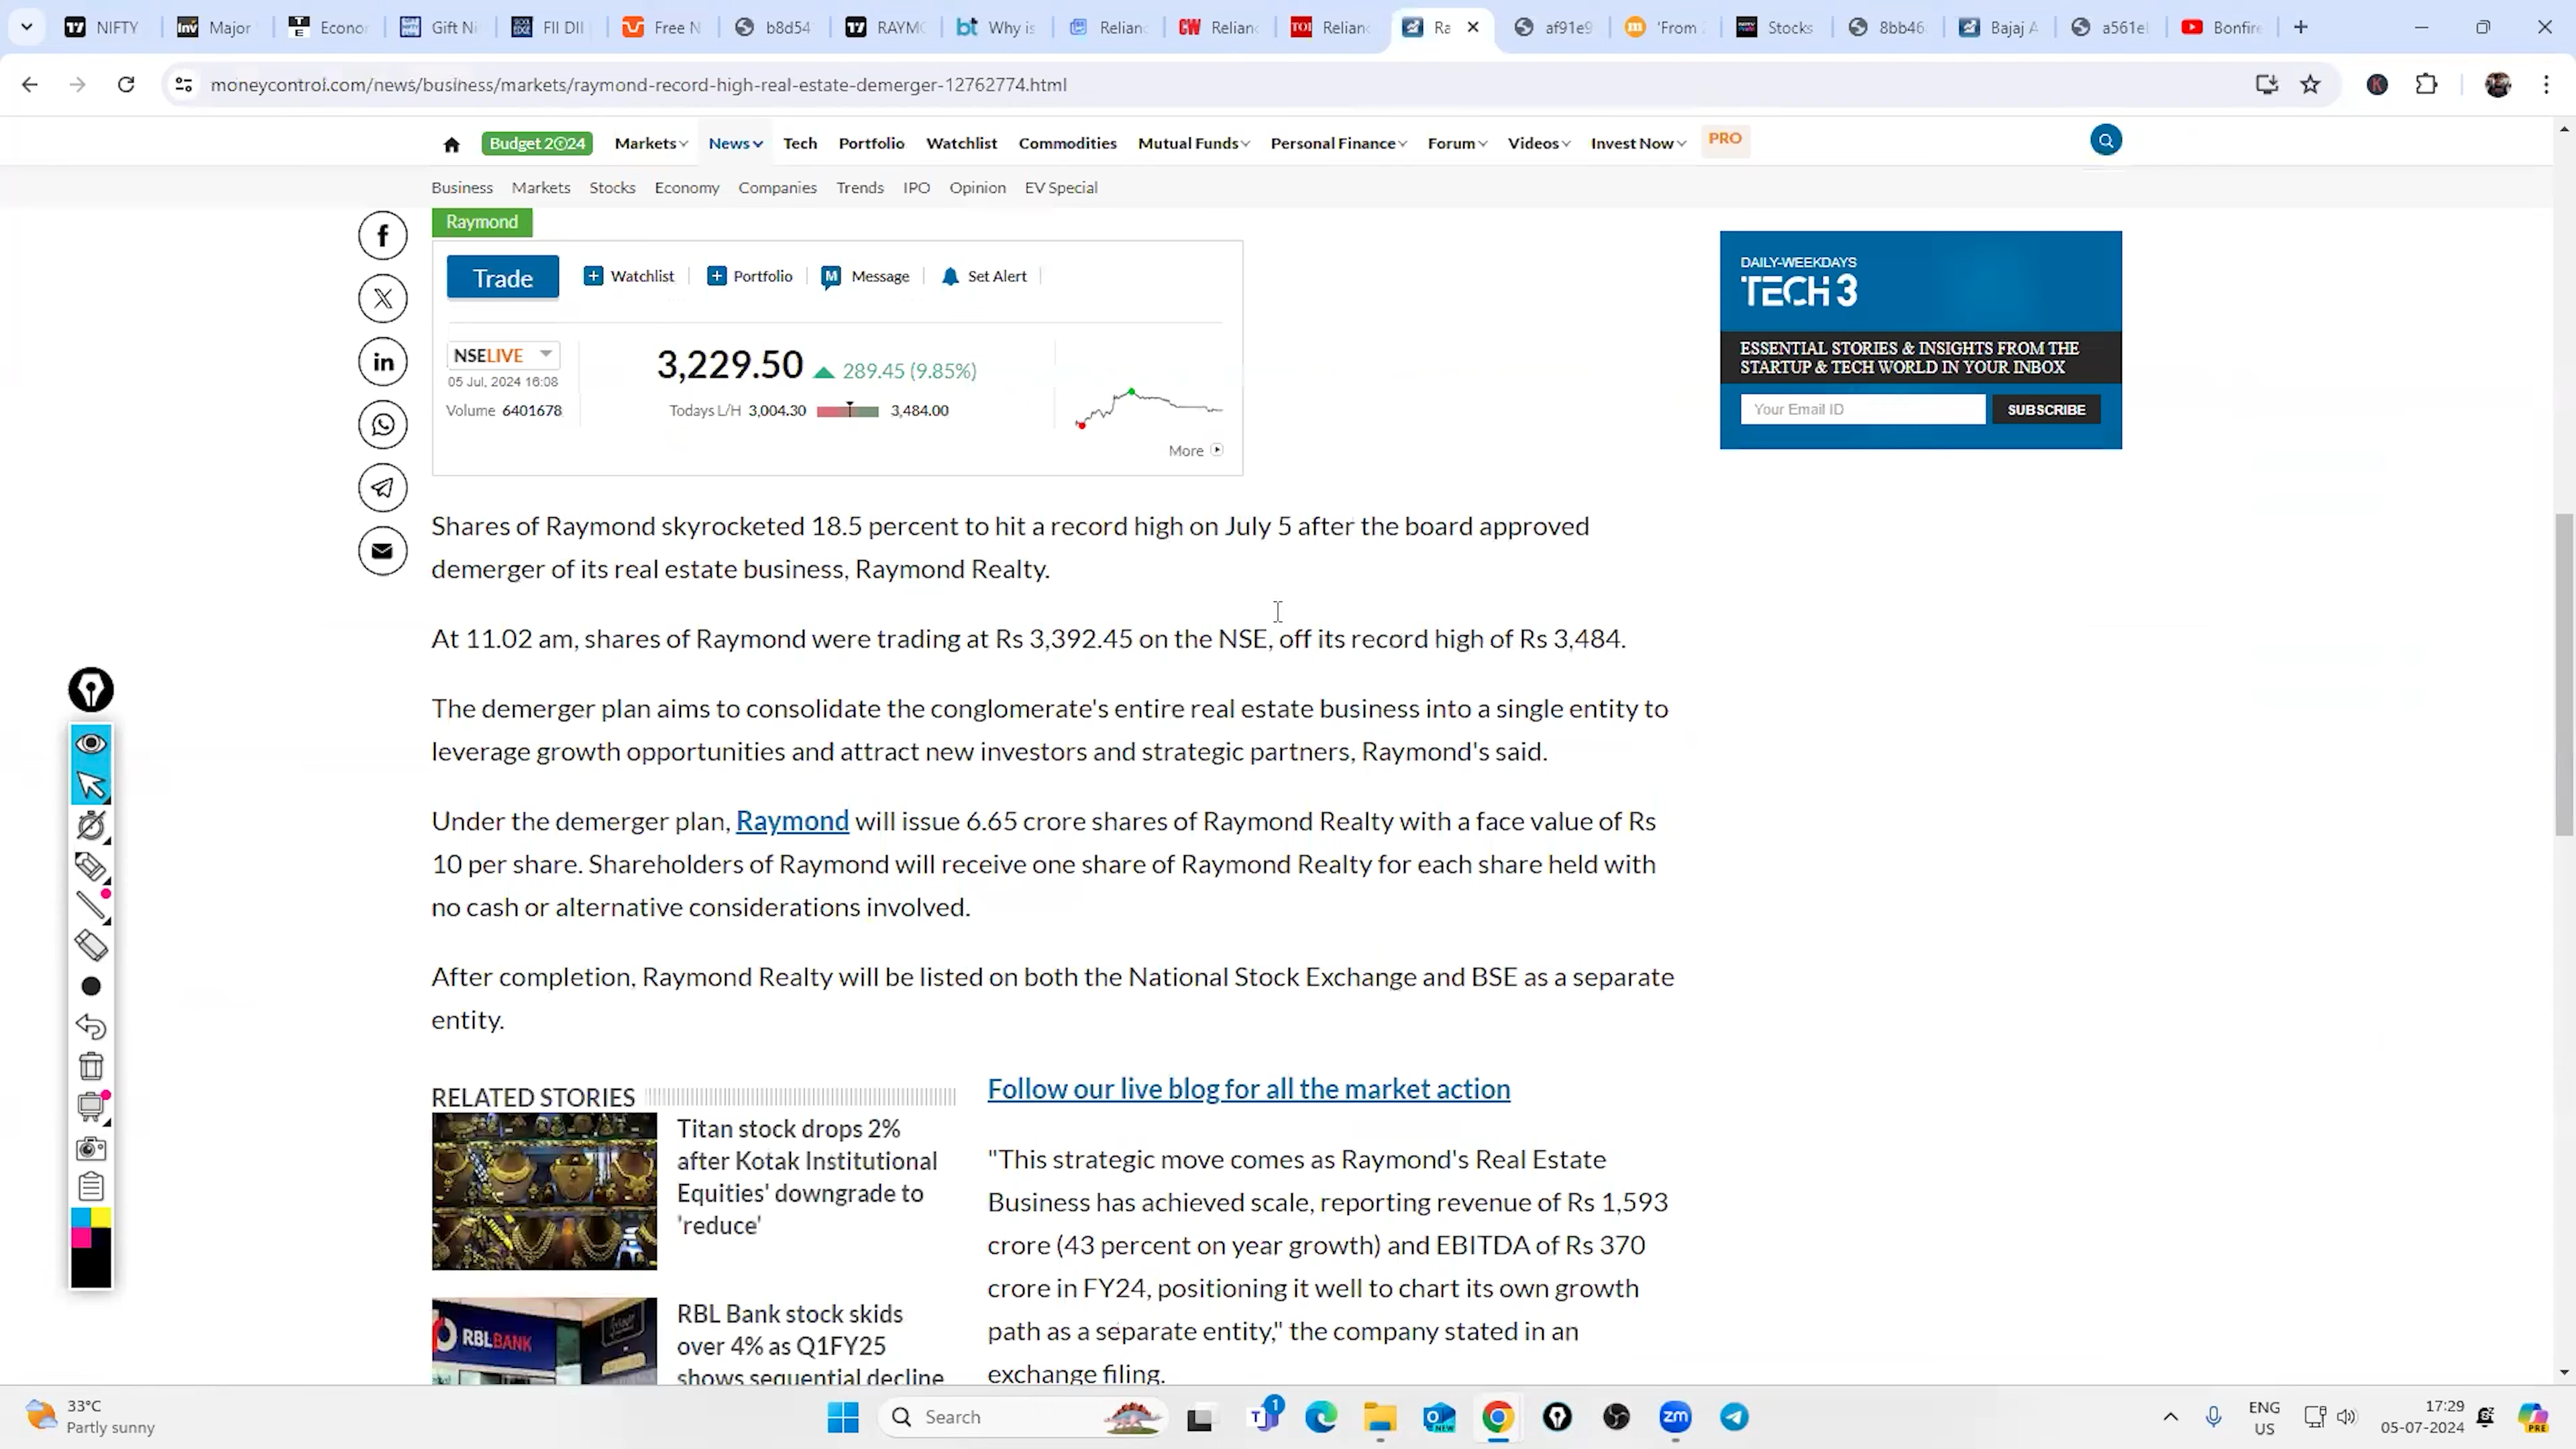 NIFTY
Major
Econor
Gift Ni
FII DII
Free N
b8d54
RAYMO
Why is
Relianc
Relianc
Relianc
Ra
af91e9
'From
Stocks
8bb46
Bajaj A
a561el
Bonfire
moneycontrol.com/news/business/markets/raymond-record-high-real-estate-demerger-12762774.html
Budget 2024 Markets News Tech Portfolio Watchlist Commodities Mutual Funds Personal Finance Forum Videos Invest Now PRO
Business Markets Stocks Economy Companies Trends IPO Opinion EV Special
Raymond
Trade Watchlist Portfolio Message Set Alert
NSELIVE
05 Jul, 2024 16:08
Volume 6401678
3,229.50 289.45 (9.85%)
Todays L/H 3,004.30 3,484.00
More
DAILY-WEEKDAYS
TECH 3
ESSENTIAL STORIES & INSIGHTS FROM THE
STARTUP & TECH WORLD IN YOUR INBOX
Your Email ID SUBSCRIBE
Shares of Raymond skyrocketed 18.5 percent to hit a record high on July 5 after the board approved
demerger of its real estate business, Raymond Realty.
At 11.02 am, shares of Raymond were trading at Rs 3,392.45 on the NSE, off its record high of Rs 3,484.
The demerger plan aims to consolidate the conglomerate's entire real estate business into a single entity to
leverage growth opportunities and attract new investors and strategic partners, Raymond's said.
Under the demerger plan, Raymond will issue 6.65 crore shares of Raymond Realty with a face value of Rs
10 per share. Shareholders of Raymond will receive one share of Raymond Realty for each share held with
no cash or alternative considerations involved.
After completion, Raymond Realty will be listed on both the National Stock Exchange and BSE as a separate
entity.
RELATED STORIES
Titan stock drops 2%
after Kotak Institutional
Equities' downgrade to
'reduce'
RBL BANK
RBL Bank stock skids
over 4% as Q1FY25
shows sequential decline
Follow our live blog for all the market action
"This strategic move comes as Raymond's Real Estate
Business has achieved scale, reporting revenue of Rs 1,593
crore (43 percent on year growth) and EBITDA of Rs 370
crore in FY24, positioning it well to chart its own growth
path as a separate entity," the company stated in an
exchange filing.
33°C
Partly sunny
Search
ENG
US
17:29
05-07-2024